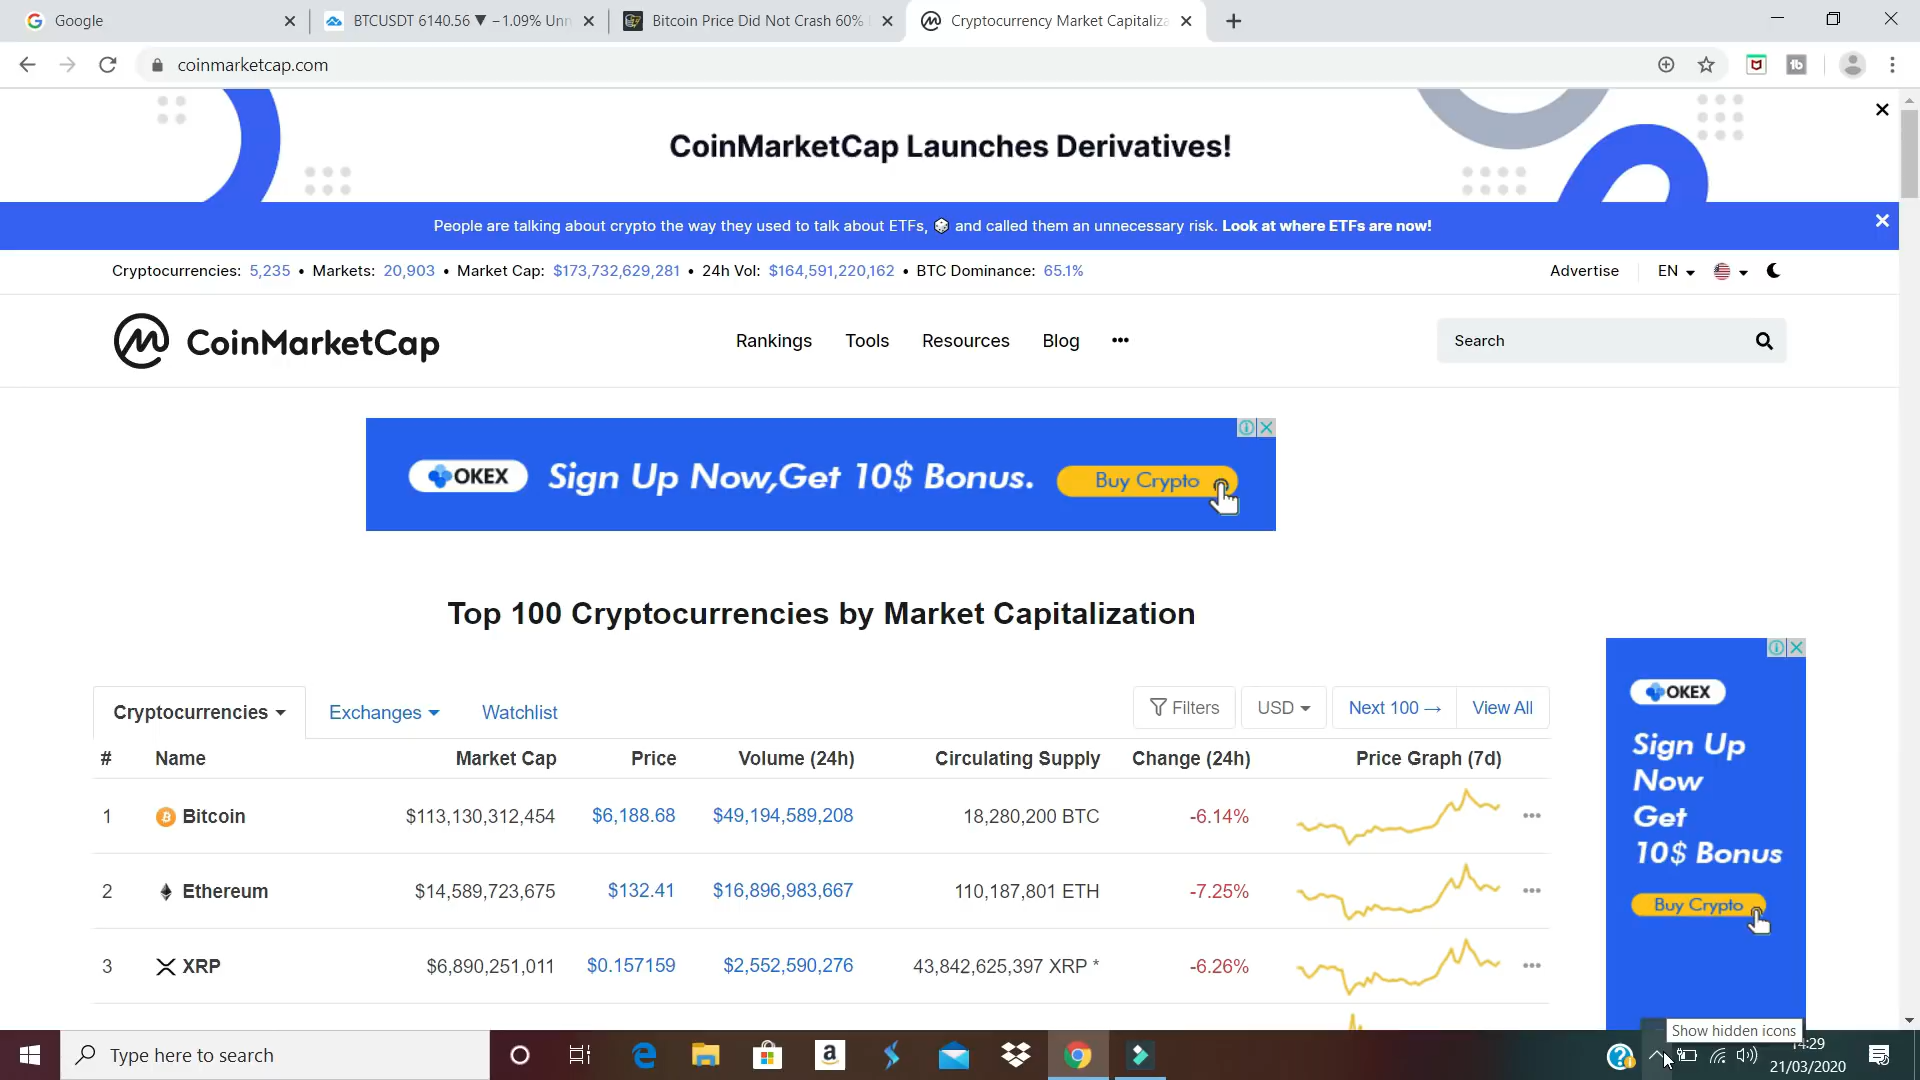 Google
BTCUSDT 6140.56 ▼ −1.09% Unn
Bitcoin Price Did Not Crash 60%
Cryptocurrency Market Capitaliza
coinmarketcap.com
CoinMarketCap Launches Derivatives!
People are talking about crypto the way they used to talk about ETFs, 🎲 and called them an unnecessary risk. Look at where ETFs are now!
Cryptocurrencies: 5,235 • Markets: 20,903 • Market Cap: $173,732,629,281 • 24h Vol: $164,591,220,162 • BTC Dominance: 65.1%
Advertise EN
CoinMarketCap
Rankings Tools Resources Blog •••
Search
OKEX Sign Up Now,Get 10$ Bonus. Buy Crypto
Top 100 Cryptocurrencies by Market Capitalization
Cryptocurrencies Exchanges Watchlist
Filters USD Next 100 → View All
# Name Market Cap Price Volume (24h) Circulating Supply Change (24h) Price Graph (7d)
1 Bitcoin $113,130,312,454 $6,188.68 $49,194,589,208 18,280,200 BTC -6.14%
2 Ethereum $14,589,723,675 $132.41 $16,896,983,667 110,187,801 ETH -7.25%
3 XRP $6,890,251,011 $0.157159 $2,552,590,276 43,842,625,397 XRP * -6.26%
OKEX
Sign Up
Now
Get
10$ Bonus
Buy Crypto
Show hidden icons
Type here to search
14:29
21/03/2020